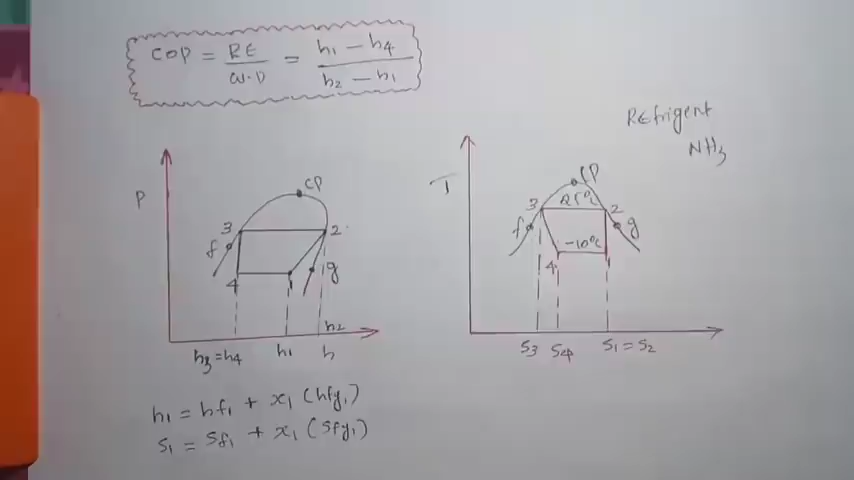 COP = RE / W.D = h1 - h4 / h2 - h1
REfrigent
NH3
P
CP
3
2
f
g
4
1
h3 = h4
h1
h2
h
T
CP
25°C
3
2
f
g
-10°C
4
1
S3
S4
S1 = S2
h1 = hf1 + x1 (hfg1)
S1 = Sf1 + x1 (Sfg1)